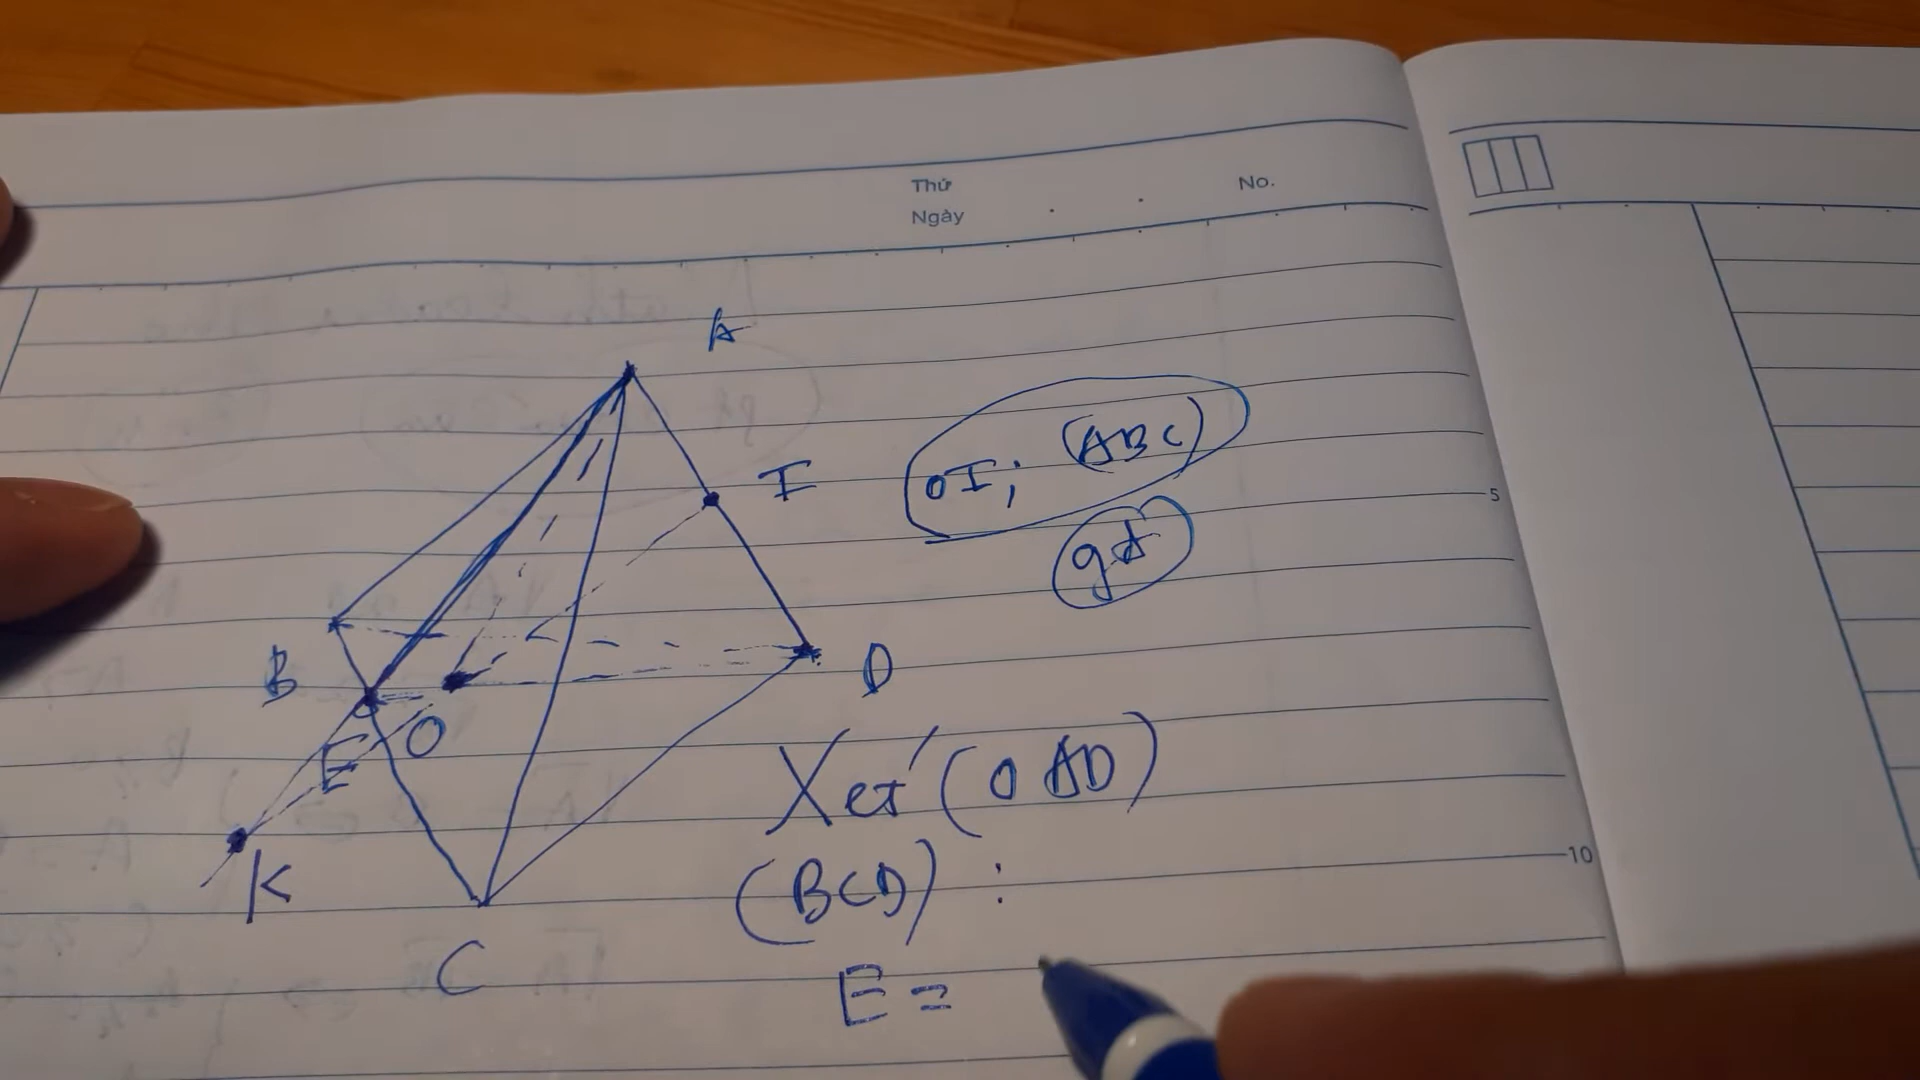 Thứ
No.
Ngày
A
I
OI; (ABC)
5
gđ
B
D
E
O
Xét (OAD)
10
K
(BCD) :
C
E =